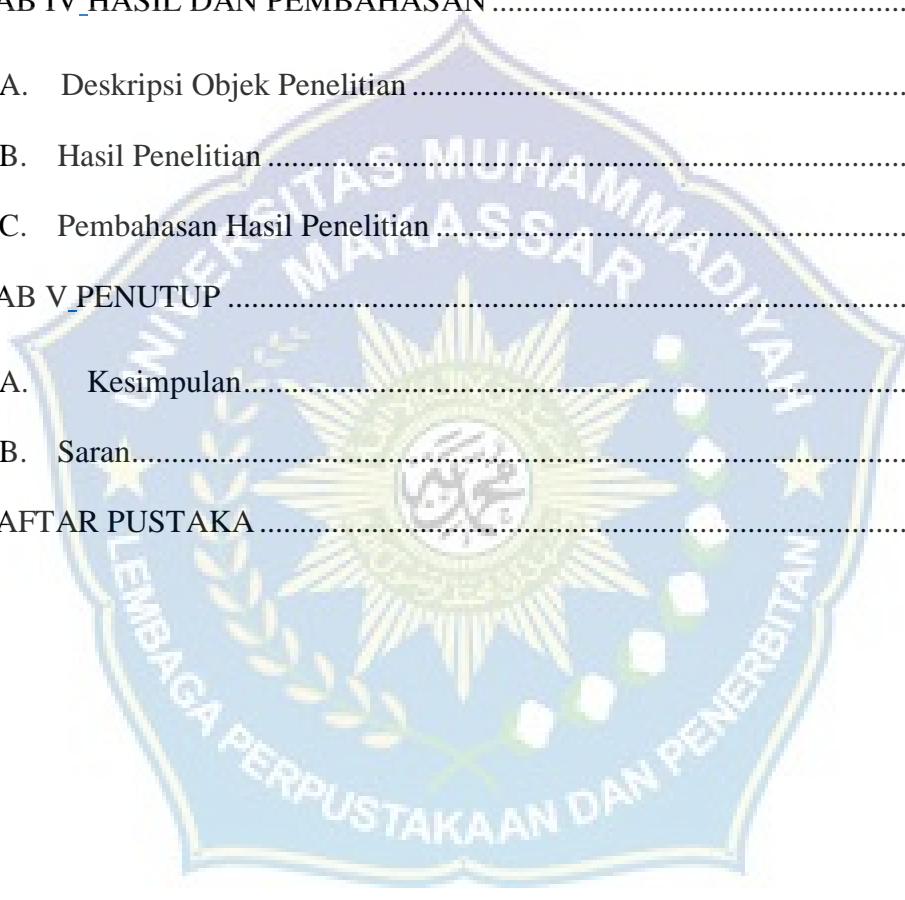 AB IV HASIL DAN PEMBAHASAN ..........................................................
A. Deskripsi Objek Penelitian ..................................................................
B. Hasil Penelitian ....................................................................................
C. Pembahasan Hasil Penelitian ..............................................................
AB V PENUTUP .........................................................................................
A. Kesimpulan.........................................................................................
B. Saran.....................................................................................................
AFTAR PUSTAKA .....................................................................................
UNIVERSITAS MUHAMMADIYAH
MAKASSAR
LEMBAGA PERPUSTAKAAN DAN PENERBITAN